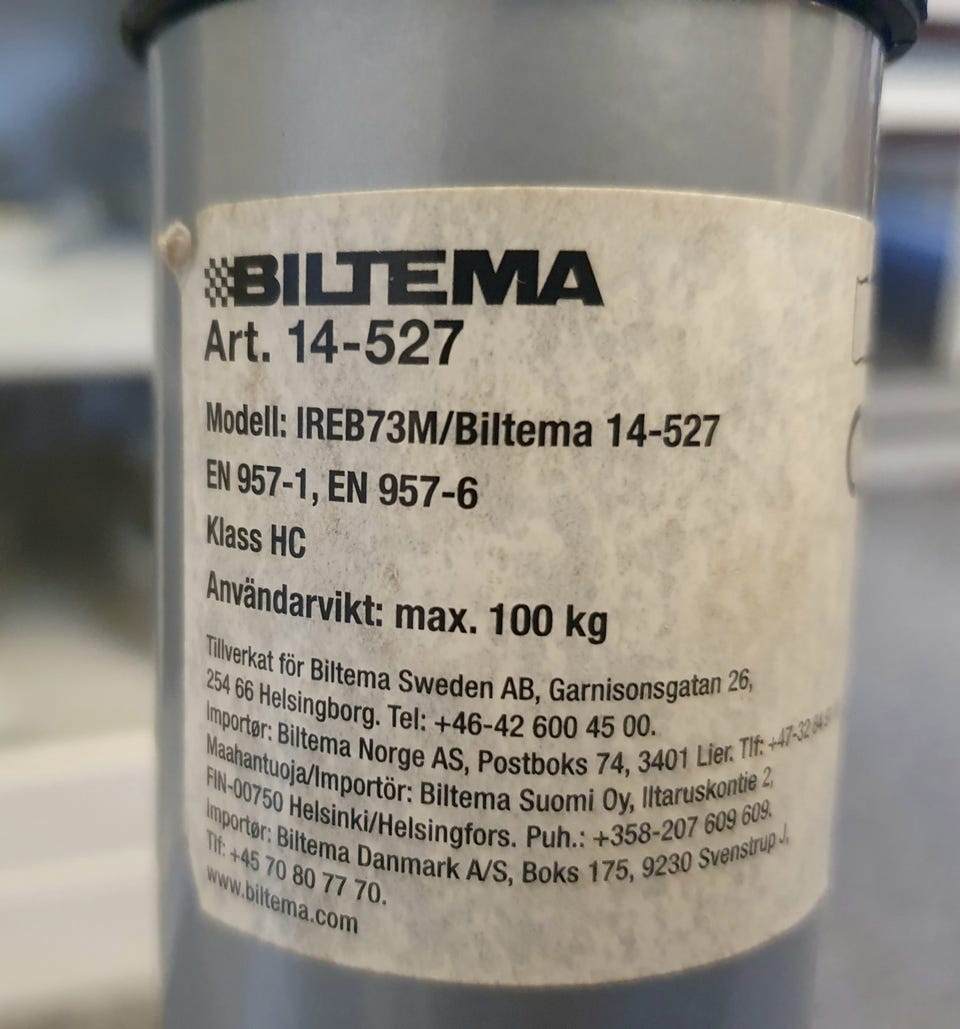 BILTEMA
Art. 14-527
Modell: IREB73M/Biltema 14-527
EN 957-1, EN 957-6
Klass HC
Användarvikt: max. 100 kg
Tillverkat för Biltema Sweden AB, Garnisonsgatan 26,
254 66 Helsingborg. Tel: +46-42 600 45 00.
Importør: Biltema Norge AS, Postboks 74, 3401 Lier. Tlf:
Maahantuoja/Importör: Biltema Suomi Oy, Iltaruskontie 2,
FIN-00750 Helsinki/Helsingfors. Puh.: +358-207 609 609.
Importør: Biltema Danmark A/S, Boks 175, 9230 Svenstrup J,
Tlf: +45 70 80 77 70.
www.biltema.com